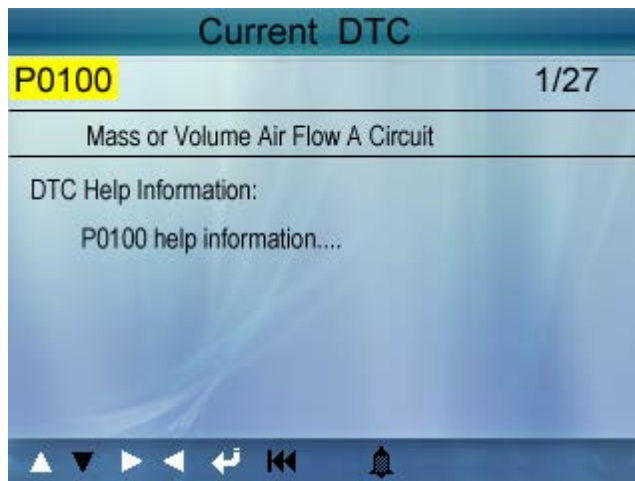 Current DTC
P0100 1/27
Mass or Volume Air Flow A Circuit
DTC Help Information:
P0100 help information....